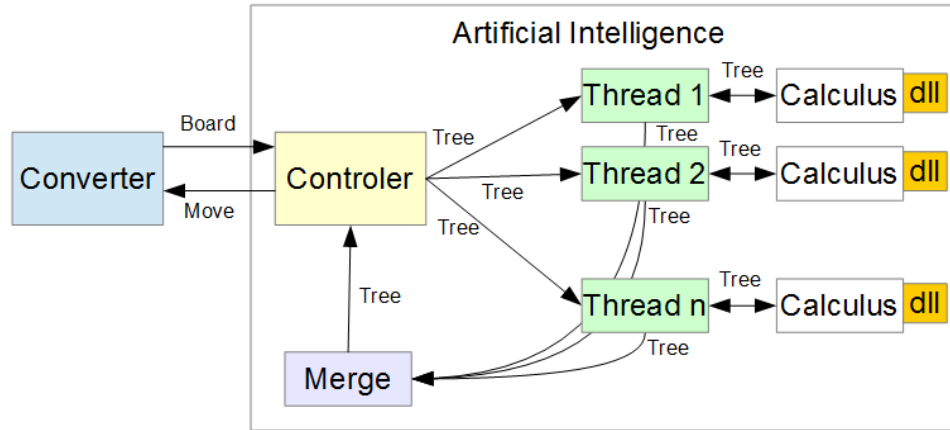 Artificial Intelligence
Thread 1
Tree
Calculus
dll
Board
Tree
Tree
Converter
Controler
Tree
Thread 2
Tree
Calculus
dll
Move
Tree
Tree
Tree
Thread n
Tree
Calculus
dll
Tree
Merge